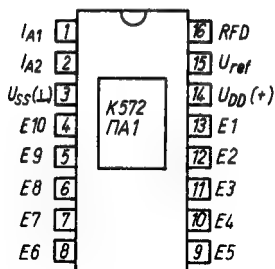 I_A1 1 16 RFD
I_A2 2 15 U_ref
U_SS(⊥) 3 14 U_DD(+)
К572
ПА1
E10 4 13 E1
E9 5 12 E2
E8 6 11 E3
E7 7 10 E4
E6 8 9 E5